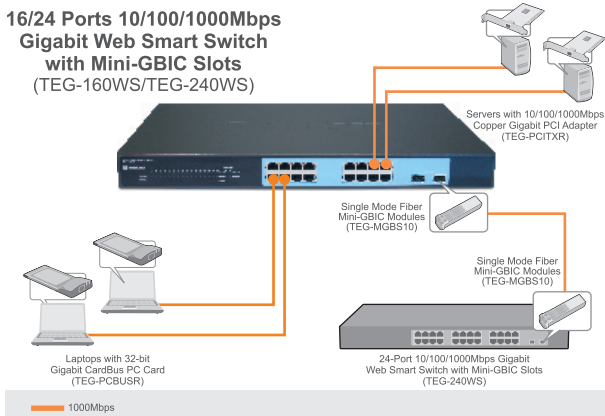 16/24 Ports 10/100/1000Mbps
Gigabit Web Smart Switch
with Mini-GBIC Slots
(TEG-160WS/TEG-240WS)
Servers with 10/100/1000Mbps
Copper Gigabit PCI Adapter
(TEG-PCITXR)
Single Mode Fiber
Mini-GBIC Modules
(TEG-MGBS10)
Single Mode Fiber
Mini-GBIC Modules
(TEG-MGBS10)
Laptops with 32-bit
Gigabit CardBus PC Card
(TEG-PCBUSR)
24-Port 10/100/1000Mbps Gigabit
Web Smart Switch with Mini-GBIC Slots
(TEG-240WS)
1000Mbps